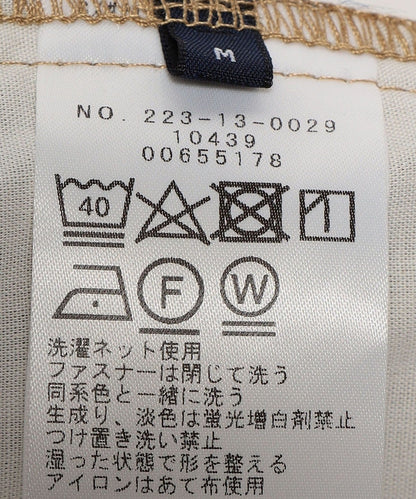 M
NO. 223-13-0029
10439
00655178
40
F W
洗濯ネット使用
ファスナーは閉じて洗う
同系色と一緒に洗う
生成り、淡色は蛍光増白剤禁止
つけ置き洗い禁止
湿った状態で形を整える
アイロンはあて布使用